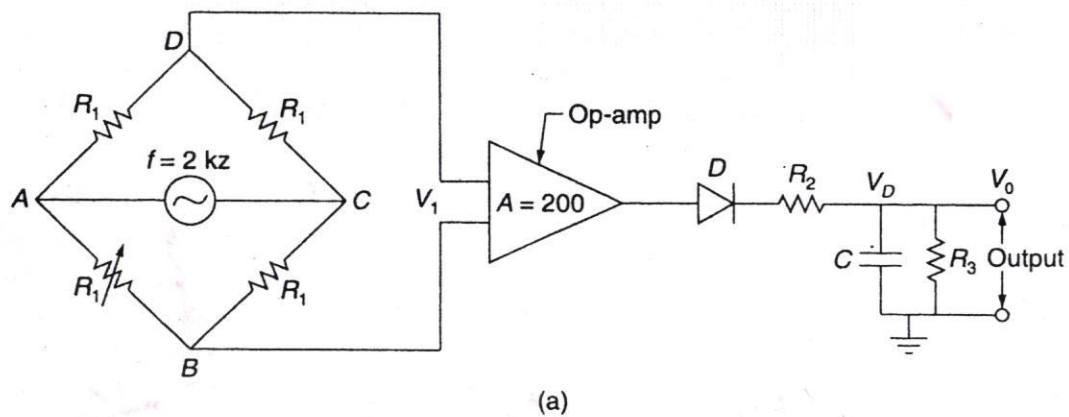 D
R1 R1
Op-amp
f = 2 kz
A C V1 A = 200 D R2 VD V0
R1 R1
C R3 Output
B
(a)